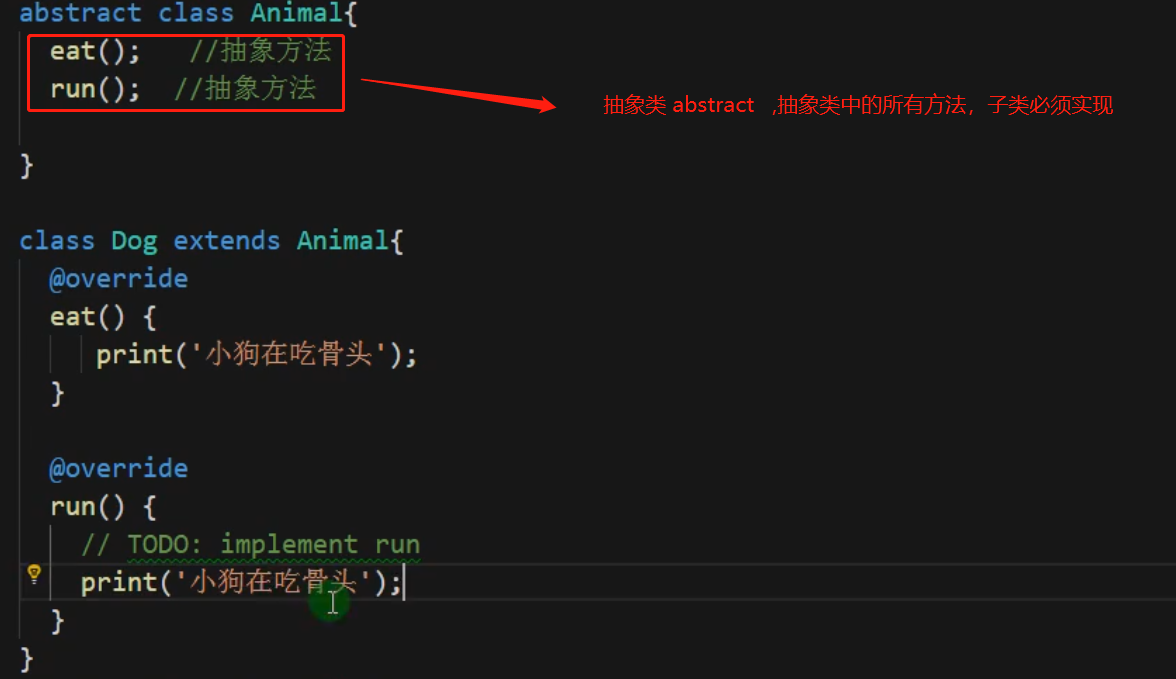 abstract class Animal{
eat();   //抽象方法
run();  //抽象方法
抽象类 abstract  ,抽象类中的所有方法，子类必须实现
}
class Dog extends Animal{
@override
eat() {
print('小狗在吃骨头');
}
@override
run() {
// TODO: implement run
print('小狗在吃骨头');
}
}